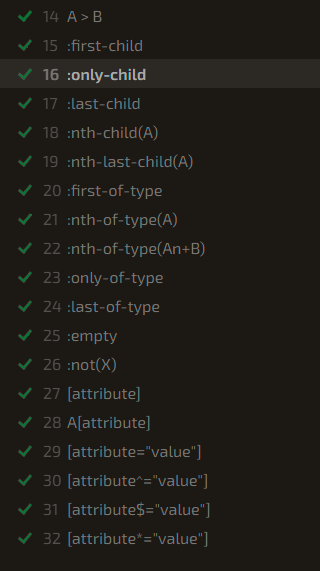 14 A > B
15 :first-child
16 :only-child
17 :last-child
18 :nth-child(A)
19 :nth-last-child(A)
20 :first-of-type
21 :nth-of-type(A)
22 :nth-of-type(An+B)
23 :only-of-type
24 :last-of-type
25 :empty
26 :not(X)
27 [attribute]
28 A[attribute]
29 [attribute="value"]
30 [attribute^="value"]
31 [attribute$="value"]
32 [attribute*="value"]